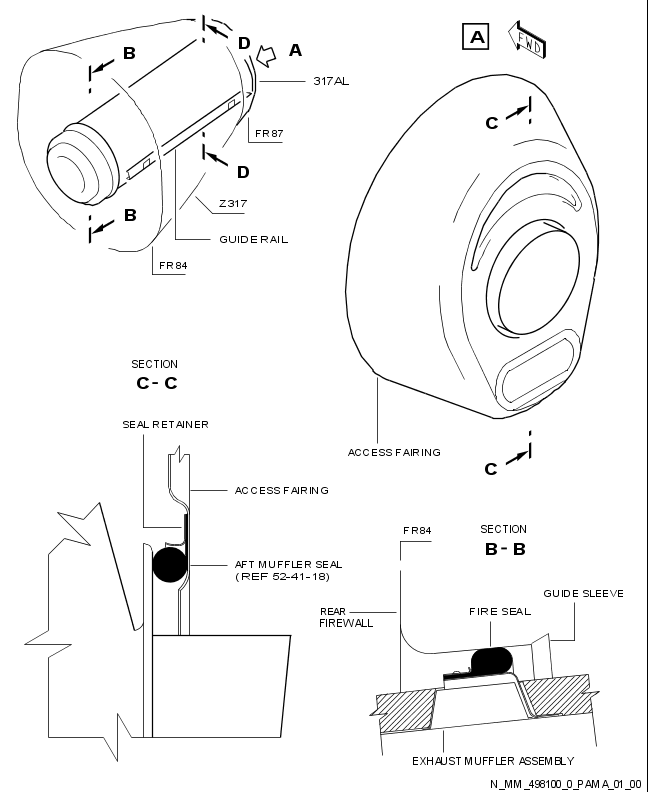 B
D
A
317AL
FR87
D
B
Z317
GUIDE RAIL
FR84
A
FWD
C
ACCESS FAIRING
C
SECTION
C-C
SEAL RETAINER
ACCESS FAIRING
AFT MUFFLER SEAL
(REF 52-41-18)
FR84
SECTION
B-B
GUIDE SLEEVE
REAR
FIREWALL
FIRE SEAL
EXHAUST MUFFLER ASSEMBLY
N_MM_498100_0_PAMA_01_00